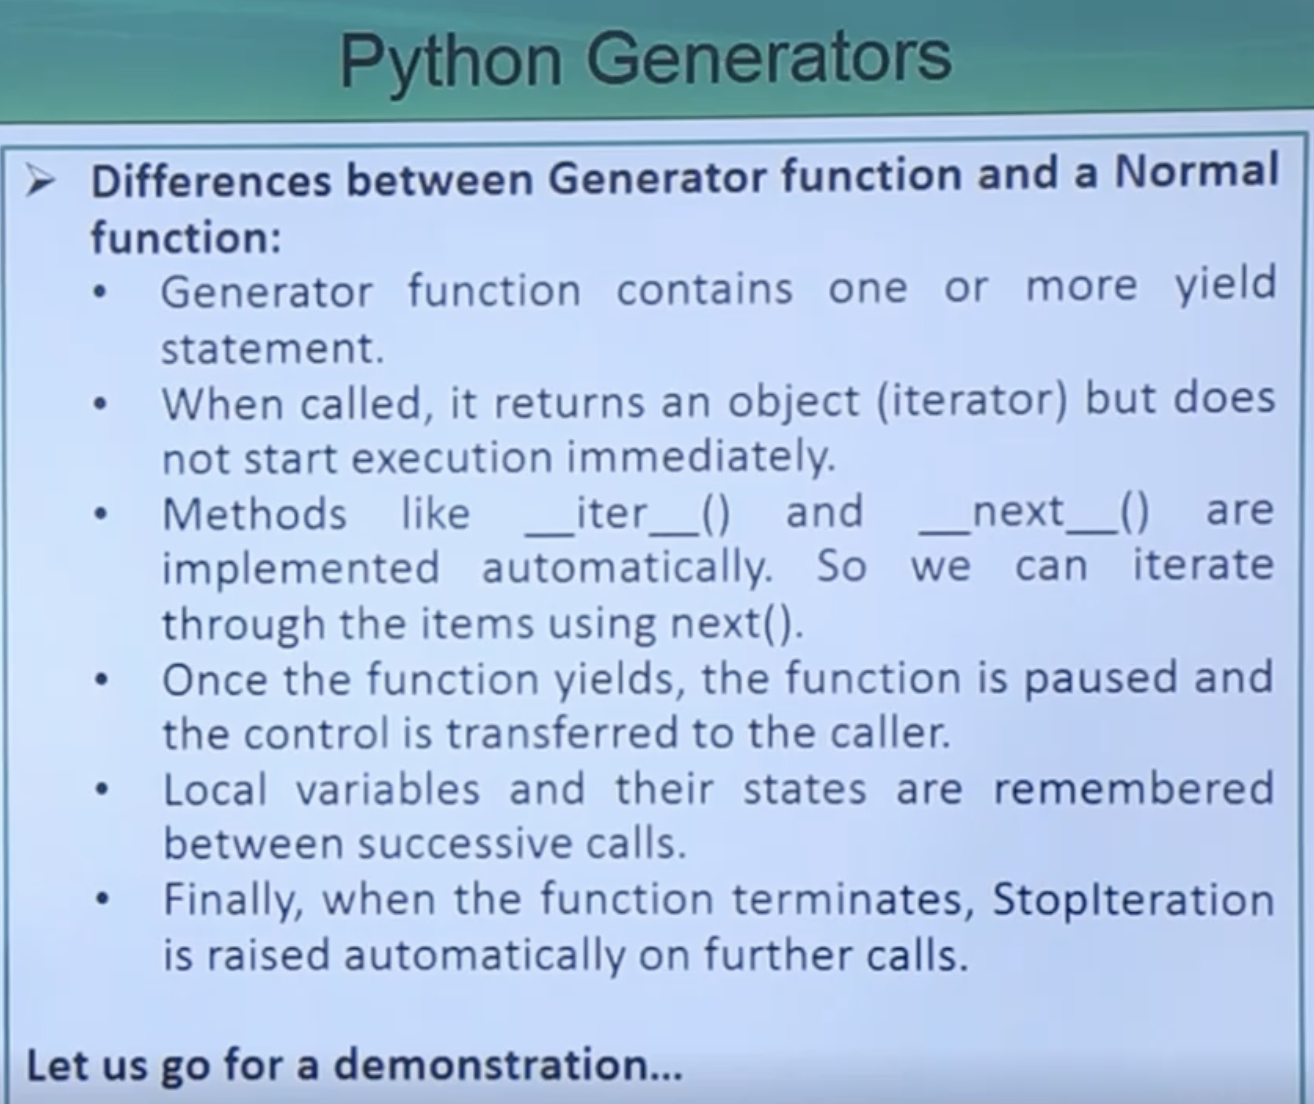 Python Generators
Differences between Generator function and a Normal
function:
• Generator function contains one or more yield
statement.
• When called, it returns an object (iterator) but does
not start execution immediately.
• Methods like __iter__() and __next__() are
implemented automatically. So we can iterate
through the items using next().
• Once the function yields, the function is paused and
the control is transferred to the caller.
• Local variables and their states are remembered
between successive calls.
• Finally, when the function terminates, StopIteration
is raised automatically on further calls.
Let us go for a demonstration...